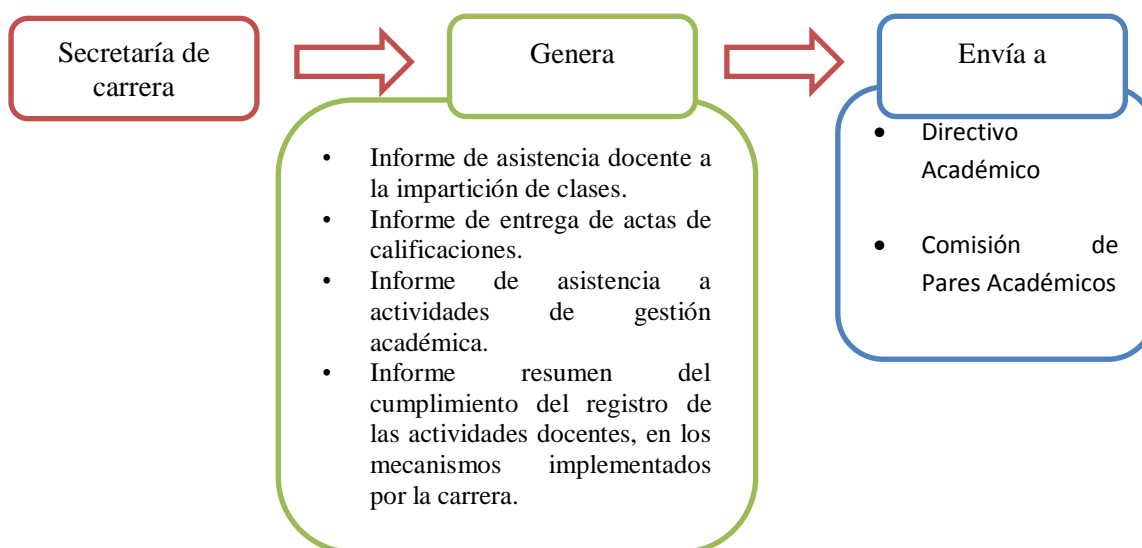 Secretaría de
carrera
Genera
Envía a
• Informe de asistencia docente a
la impartición de clases.
• Informe de entrega de actas de
calificaciones.
• Informe de asistencia a
actividades de gestión
académica.
• Informe resumen del
cumplimiento del registro de
las actividades docentes, en los
mecanismos implementados
por la carrera.
• Directivo
Académico
• Comisión de
Pares Académicos